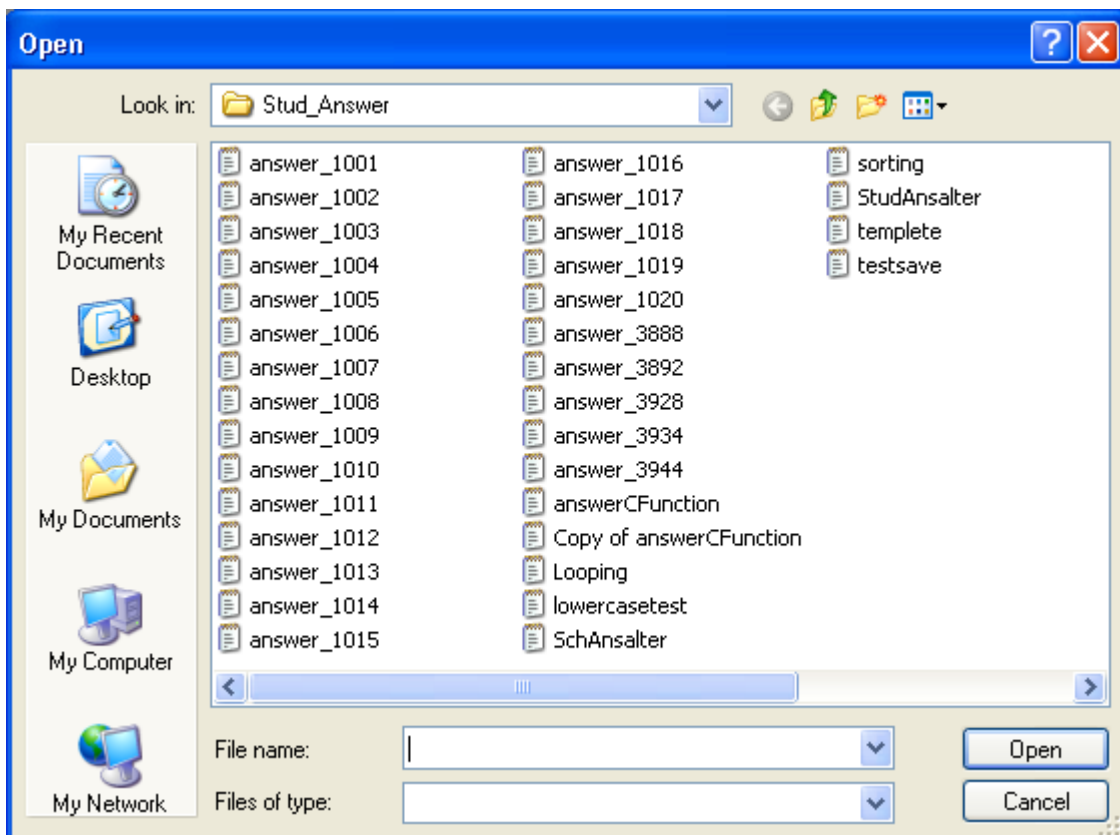 Open
Look in:
Stud_Answer
My Recent
Documents
Desktop
My Documents
My Computer
My Network
answer_1001
answer_1002
answer_1003
answer_1004
answer_1005
answer_1006
answer_1007
answer_1008
answer_1009
answer_1010
answer_1011
answer_1012
answer_1013
answer_1014
answer_1015
answer_1016
answer_1017
answer_1018
answer_1019
answer_1020
answer_3888
answer_3892
answer_3928
answer_3934
answer_3944
answerCFunction
Copy of answerCFunction
Looping
lowercasetest
SchAnsalter
sorting
StudAnsalter
templete
testsave
File name:
Open
Files of type:
Cancel